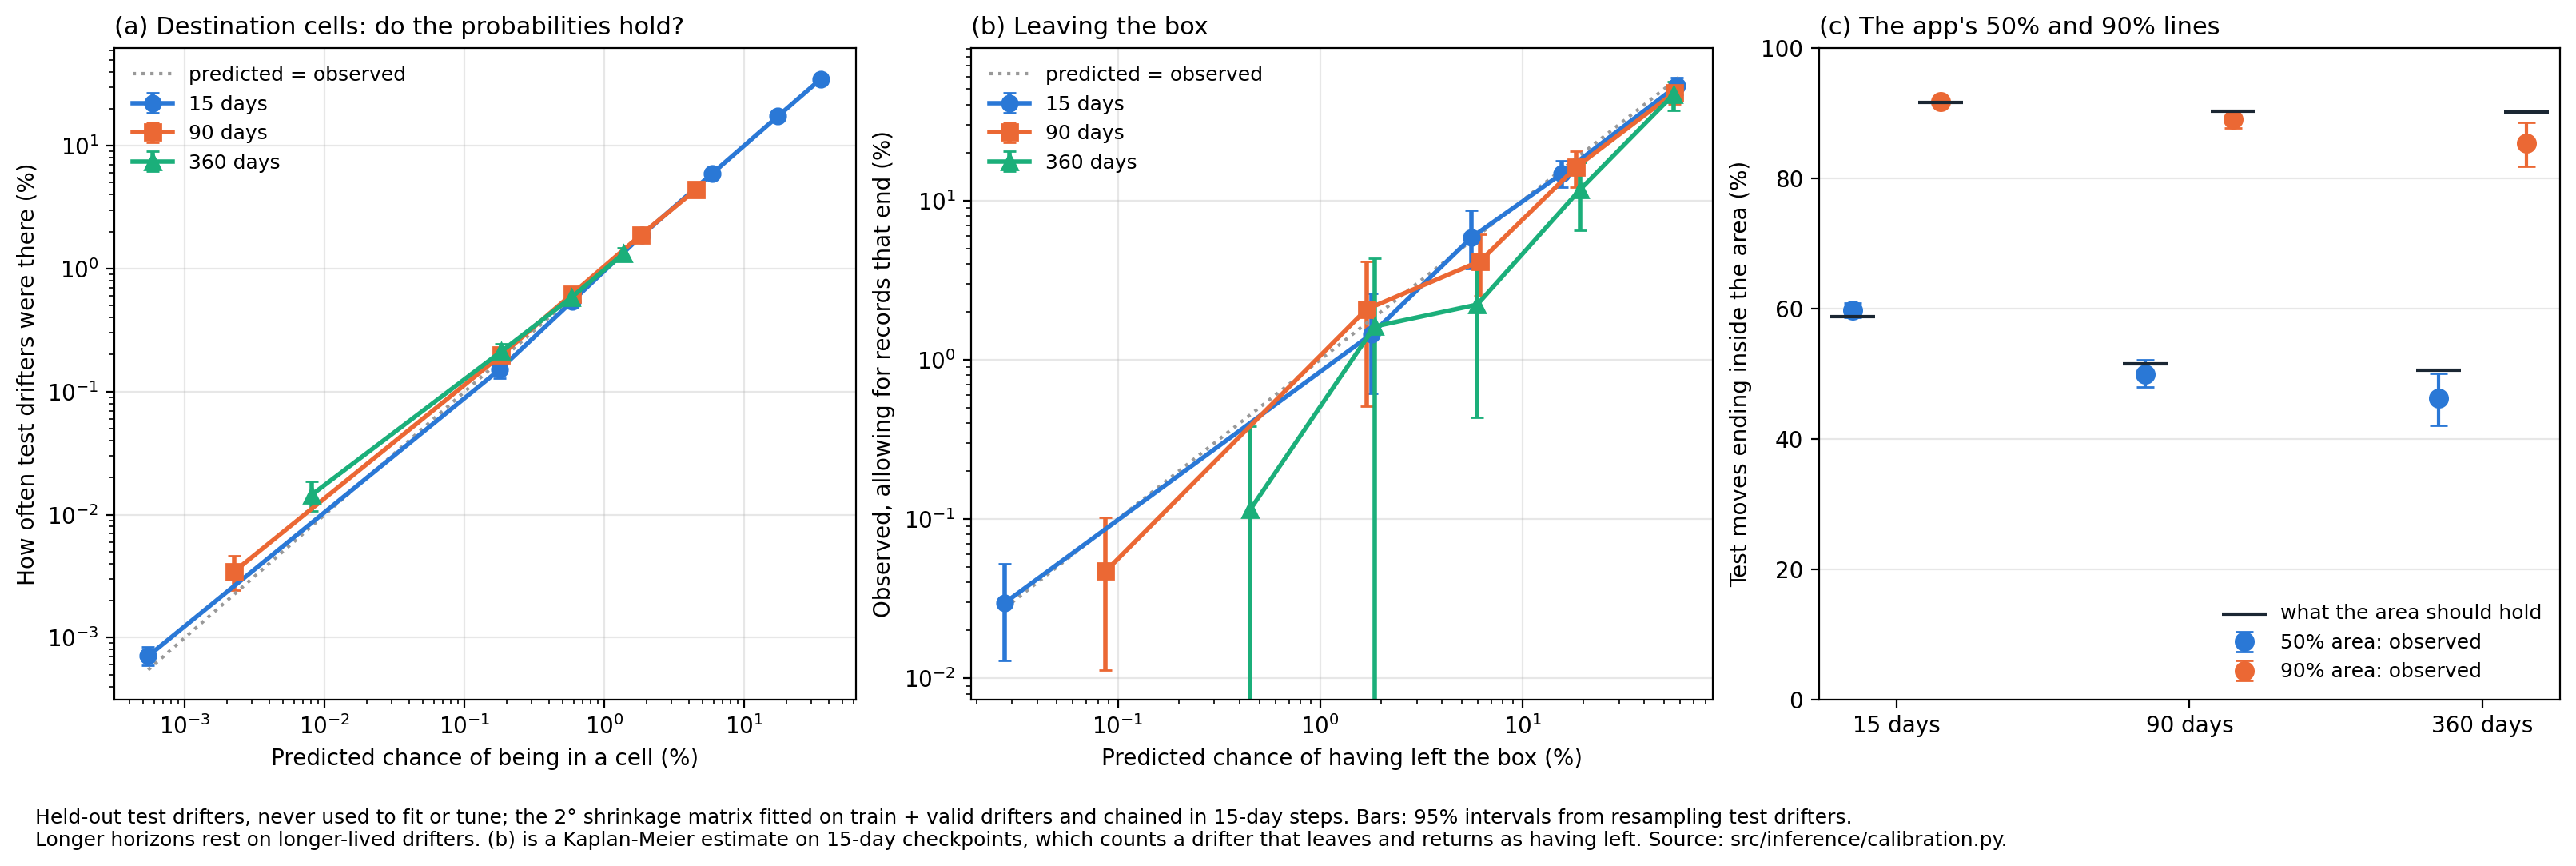 (a) Destination cells: do the probabilities hold?
How often test drifters were there (%)
predicted = observed
15 days
90 days
360 days
10¹
10⁰
10⁻¹
10⁻²
10⁻³
10⁻³
10⁻²
10⁻¹
10⁰
10¹
Predicted chance of being in a cell (%)
(b) Leaving the box
Observed, allowing for records that end (%)
predicted = observed
15 days
90 days
360 days
10¹
10⁰
10⁻¹
10⁻²
10⁻¹
10⁰
10¹
Predicted chance of having left the box (%)
(c) The app's 50% and 90% lines
Test moves ending inside the area (%)
100
80
60
40
20
0
what the area should hold
50% area: observed
90% area: observed
15 days
90 days
360 days
Held-out test drifters, never used to fit or tune; the 2° shrinkage matrix fitted on train + valid drifters and chained in 15-day steps. Bars: 95% intervals from resampling test drifters.
Longer horizons rest on longer-lived drifters. (b) is a Kaplan-Meier estimate on 15-day checkpoints, which counts a drifter that leaves and returns as having left. Source: src/inference/calibration.py.